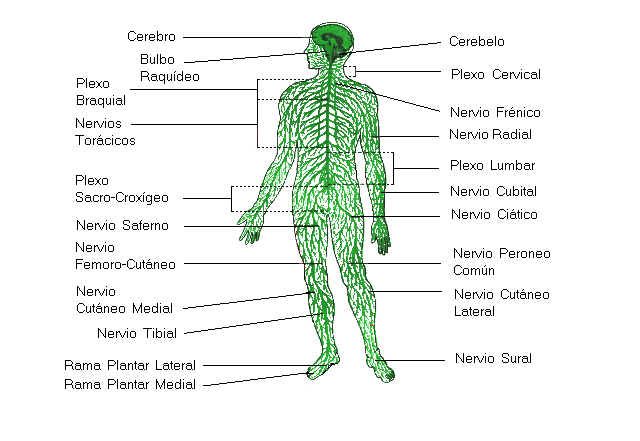 Cerebro
Bulbo
Raquídeo
Plexo
Braquial
Nervios
Torácicos
Plexo
Sacro-Croxígeo
Nervio Saferno
Nervio
Femoro-Cutáneo
Nervio
Cutáneo Medial
Nervio Tibial
Rama Plantar Lateral
Rama Plantar Medial
Cerebelo
Plexo Cervical
Nervio Frénico
Nervio Radial
Plexo Lumbar
Nervio Cubital
Nervio Ciático
Nervio Peroneo
Común
Nervio Cutáneo
Lateral
Nervio Sural